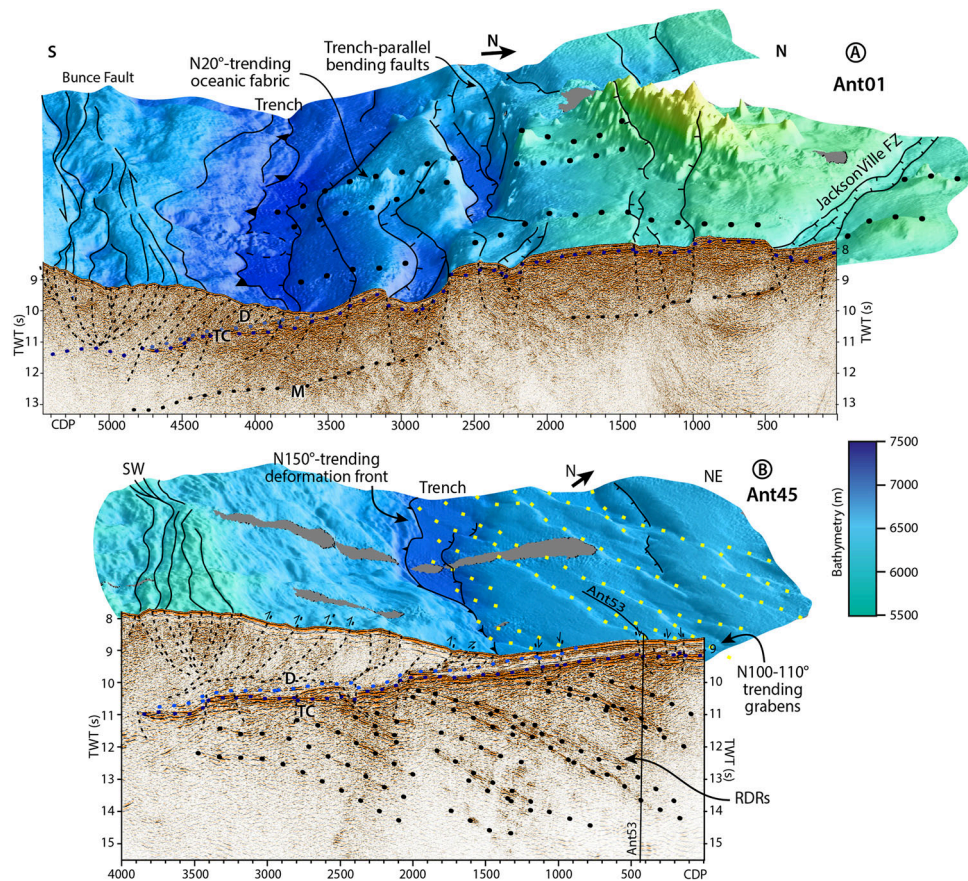 S
N
N
Ⓐ
Ant01
Bunce Fault
N20°-trending
oceanic fabric
Trench-parallel
bending faults
Trench
JacksonVille FZ
8
9
10
11
12
13
TWT (s)
D
TC
M
9
10
11
12
13
TWT (s)
CDP 5000 4500 4000 3500 3000 2500 2000 1500 1000 500
SW
N150°-trending
deformation front
Trench
N
NE
Ⓑ
Ant45
7500
7000
6500
6000
5500
Bathymetry (m)
Ant53
8
9
10
11
12
13
14
15
TWT (s)
D
TC
9
10
11
12
13
14
15
TWT (s)
N100-110°
trending
grabens
RDRs
Ant53
4000 3500 3000 2500 2000 1500 1000 500 CDP